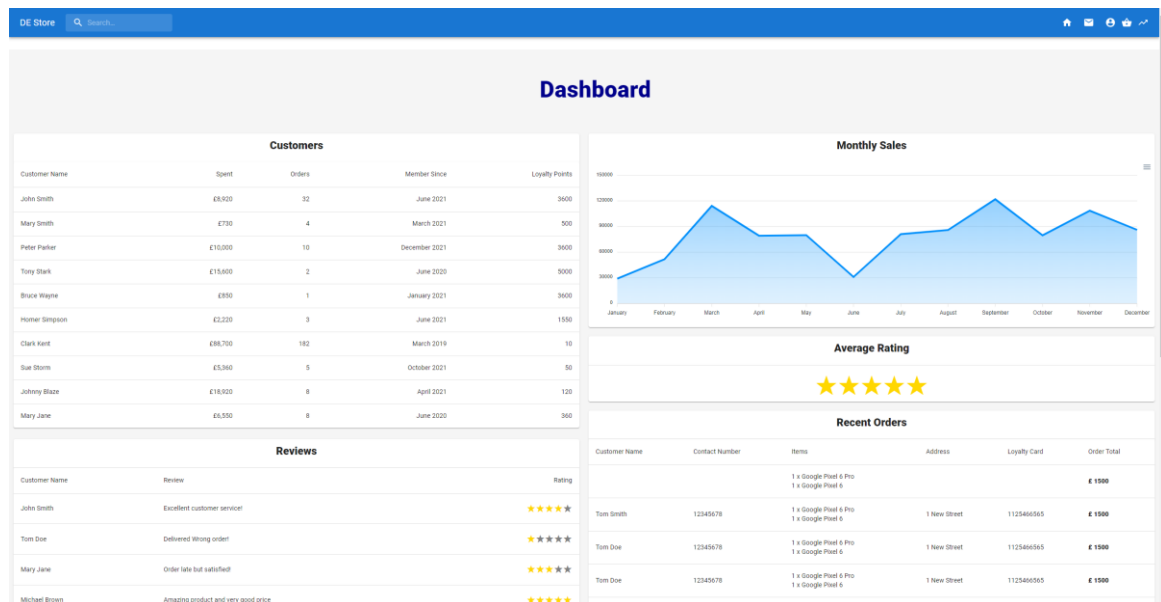 DE Store Search...
Dashboard
Customers
Customer Name Spent Orders Member Since Loyalty Points
John Smith £8,920 32 June 2021 3600
Mary Smith £730 4 March 2021 500
Peter Parker £10,000 10 December 2021 3600
Tony Stark £15,600 2 June 2020 5000
Bruce Wayne £850 1 January 2021 3600
Homer Simpson £2,220 3 June 2021 1550
Clark Kent £88,700 182 March 2019 10
Sue Storm £5,360 5 October 2021 50
Johnny Blaze £18,920 8 April 2021 120
Mary Jane £6,550 8 June 2020 360
Reviews
Customer Name Review Rating
John Smith Excellent customer service!
Tom Doe Delivered Wrong order!
Mary Jane Order late but satisfied!
Michael Brown Amazing product and very good price
Monthly Sales
150000
120000
90000
60000
30000
0
January February March April May June July August September October November December
Average Rating
Recent Orders
Customer Name Contact Number Items Address Loyalty Card Order Total
1 x Google Pixel 6 Pro
1 x Google Pixel 6
£ 1500
1 x Google Pixel 6 Pro
Tom Smith 12345678 1 x Google Pixel 6 1 New Street 1125466565 £ 1500
1 x Google Pixel 6 Pro
Tom Doe 12345678 1 x Google Pixel 6 1 New Street 1125466565 £ 1500
1 x Google Pixel 6 Pro
Tom Doe 12345678 1 x Google Pixel 6 1 New Street 1125466565 £ 1500